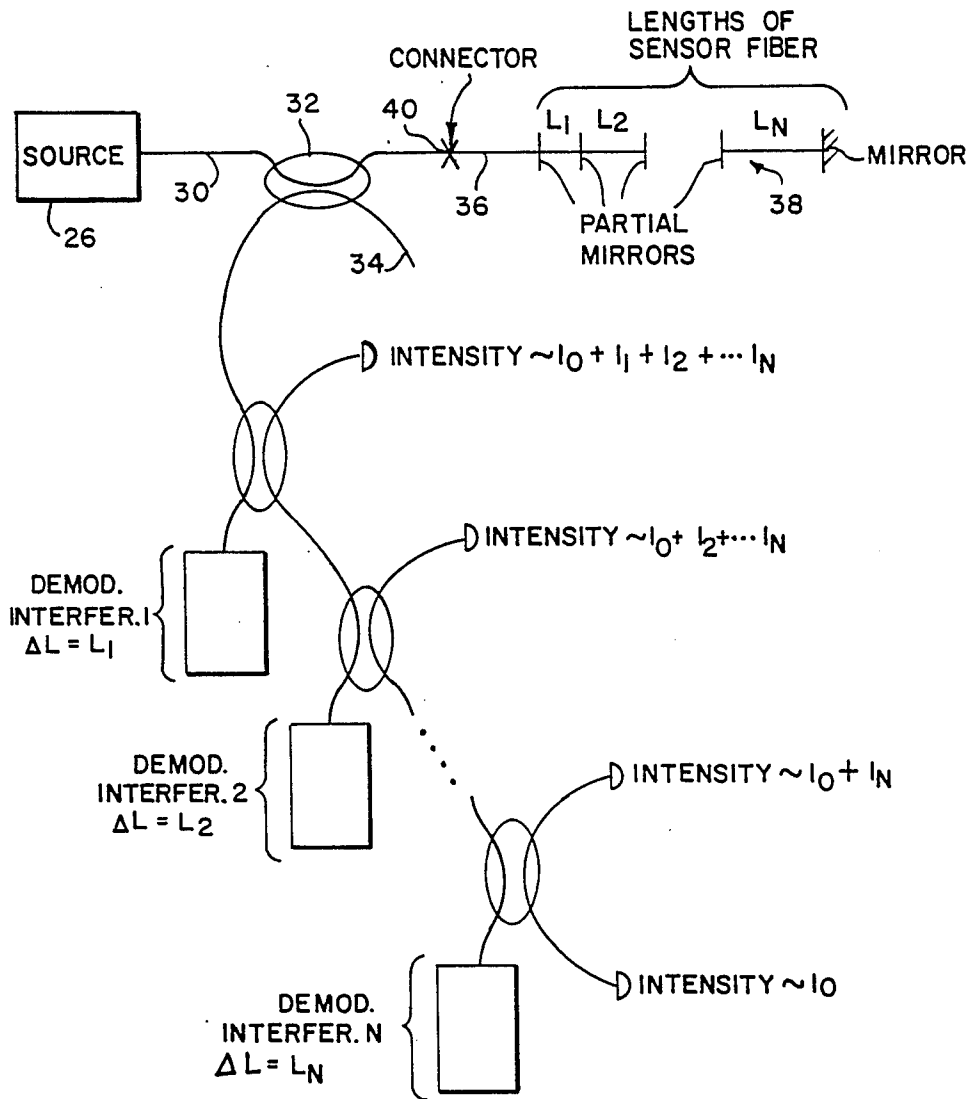 LENGTHS OF
SENSOR FIBER
CONNECTOR
32
40
L1
L2
LN
SOURCE
MIRROR
30
36
38
26
PARTIAL
MIRRORS
34
INTENSITY ~ I0 + I1 + I2 + ··· IN
INTENSITY ~ I0 + I2 + ··· IN
DEMOD.
INTERFER. 1
ΔL = L1
DEMOD.
INTERFER. 2
ΔL = L2
INTENSITY ~ I0 + IN
INTENSITY ~ I0
DEMOD.
INTERFER. N
ΔL = LN